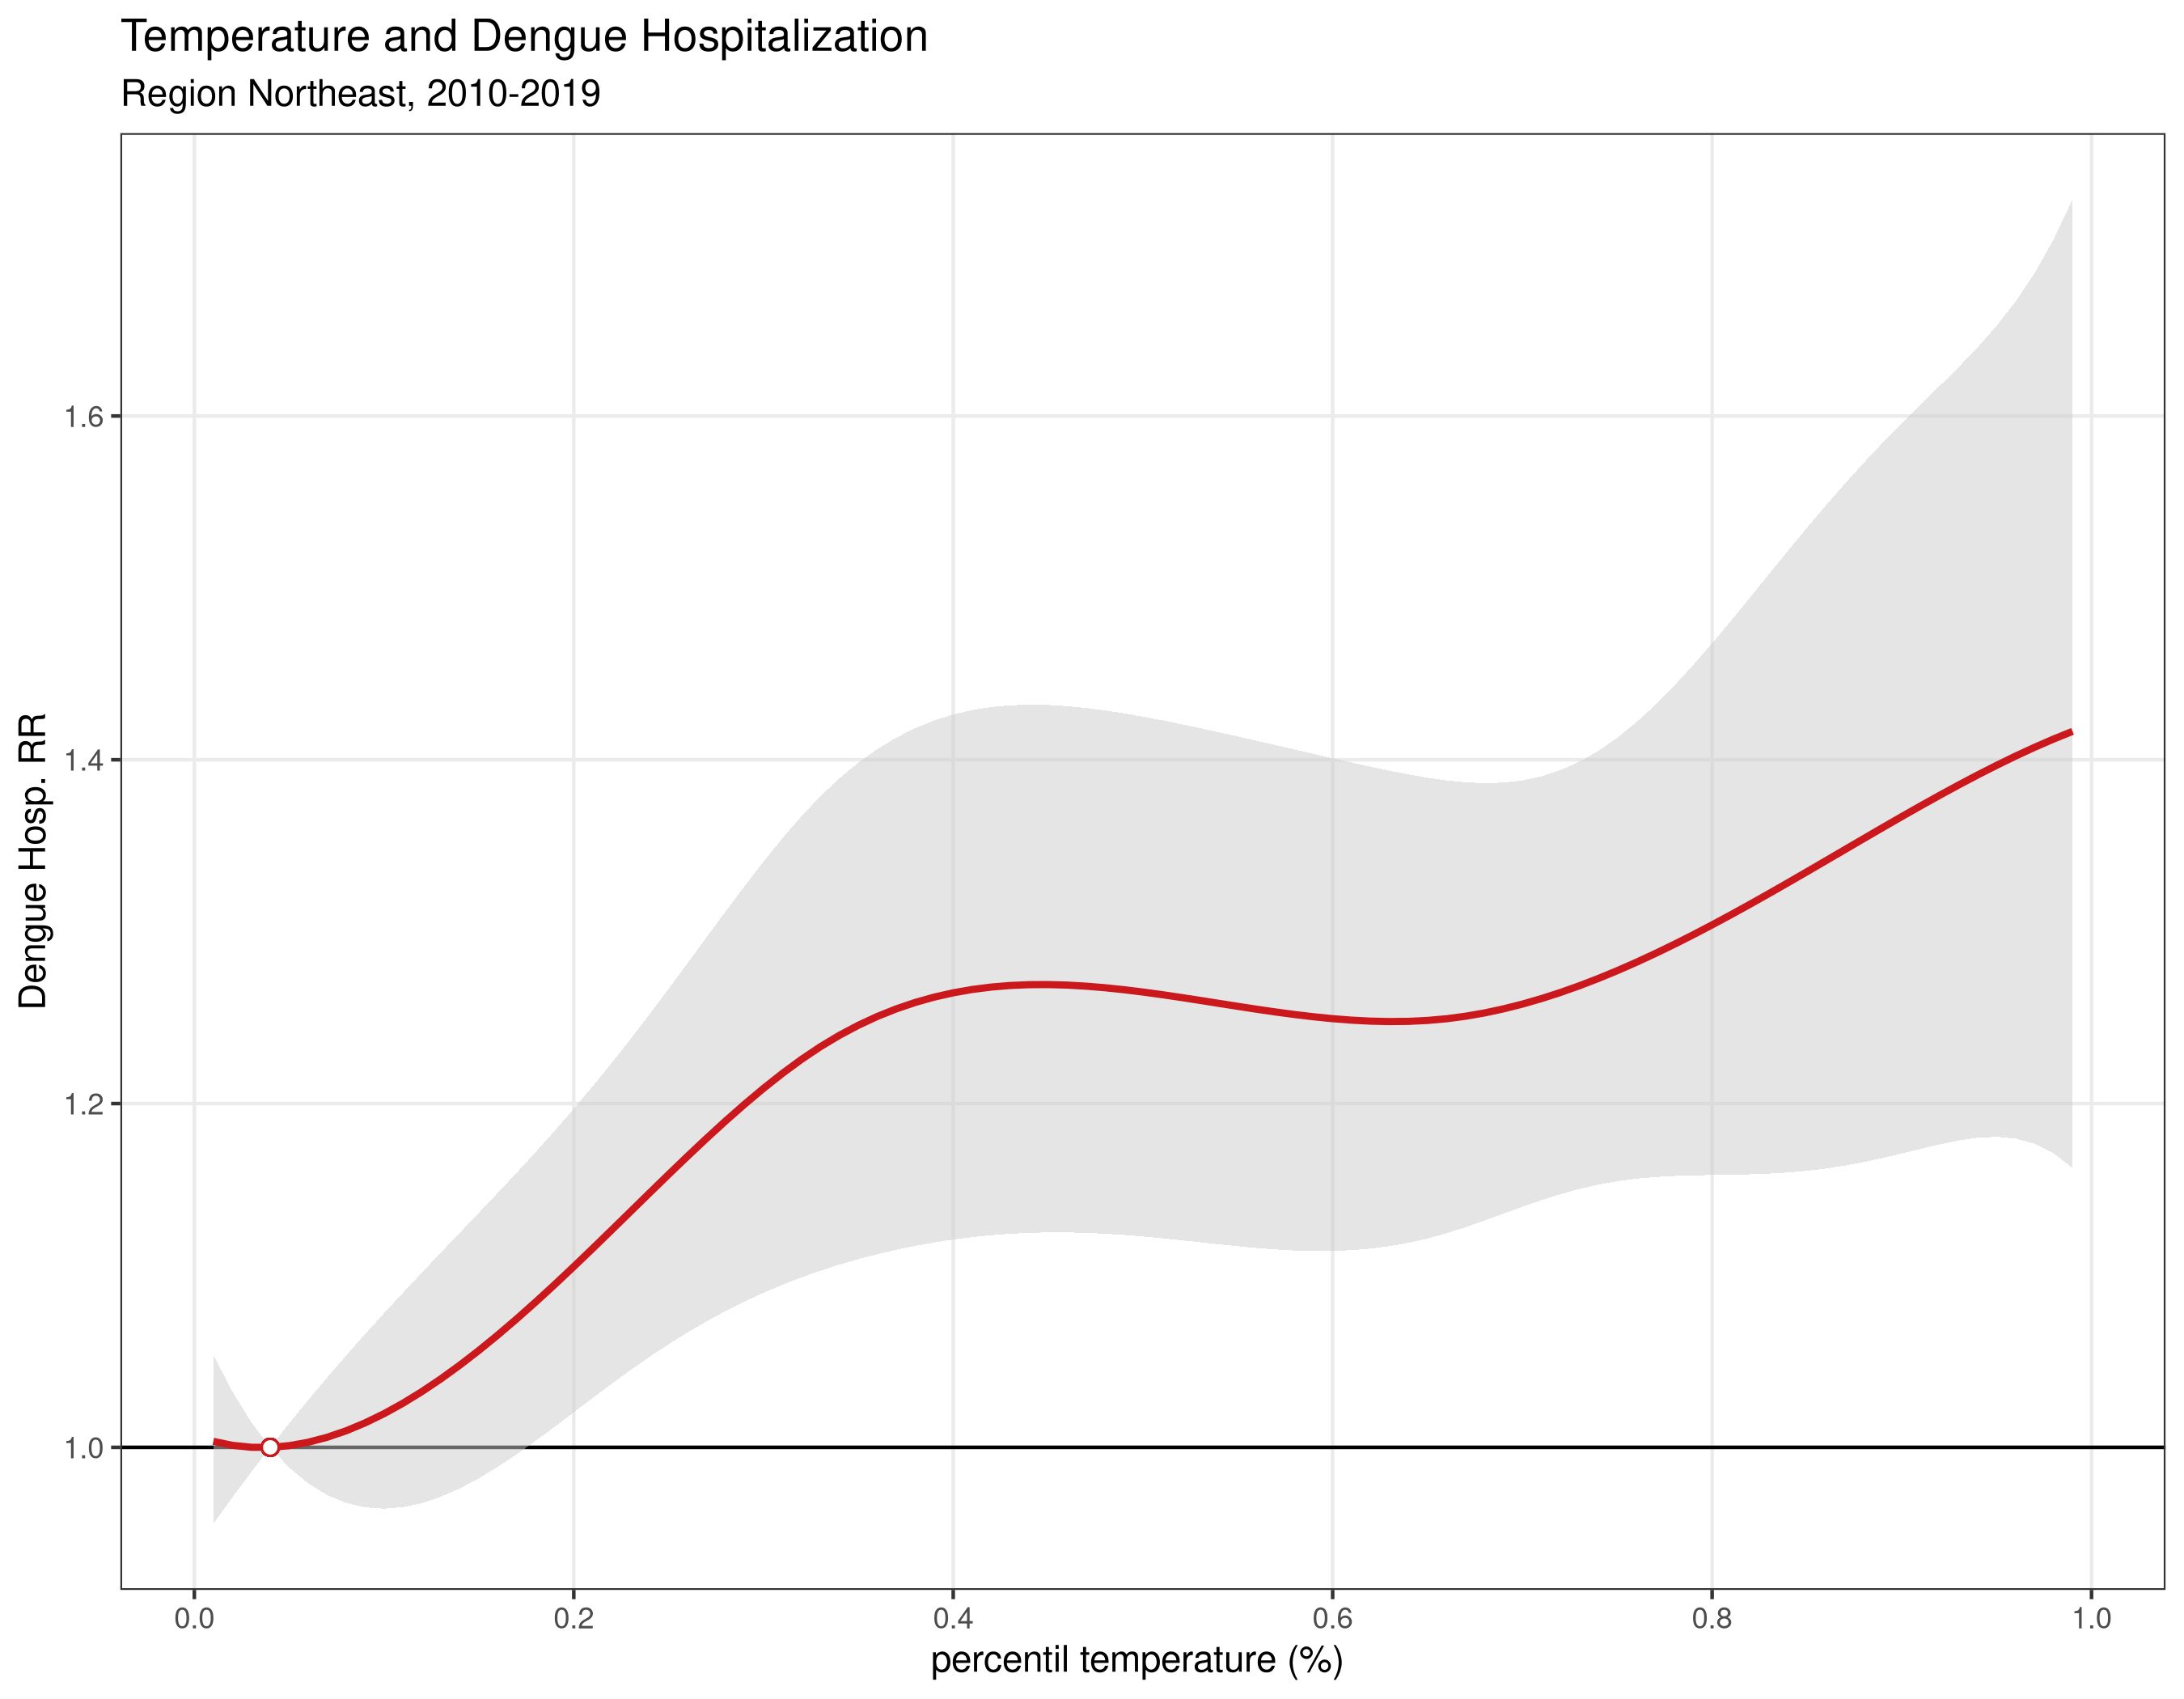 Temperature and Dengue Hospitalization
Region Northeast, 2010-2019
Dengue Hosp. RR
1.6
1.4
1.2
1.0
0.0 0.2 0.4 0.6 0.8 1.0
percentil temperature (%)